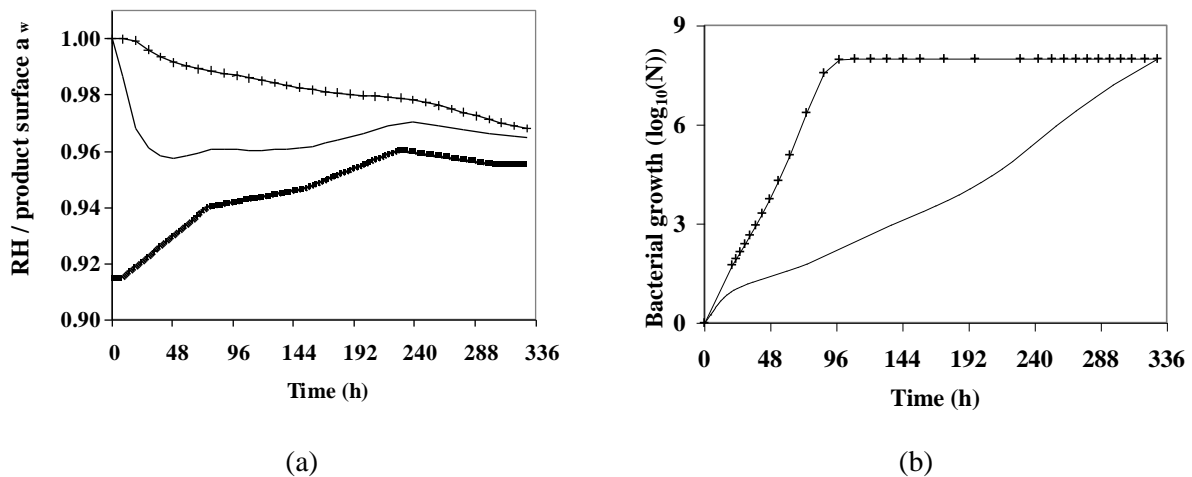 RH / product surface a w
1.00
0.98
0.96
0.94
0.92
0.90
0 48 96 144 192 240 288 336
Time (h)
(a)
Bacterial growth (log10(N)
9
6
3
0
0 48 96 144 192 240 288 336
Time (h)
(b)